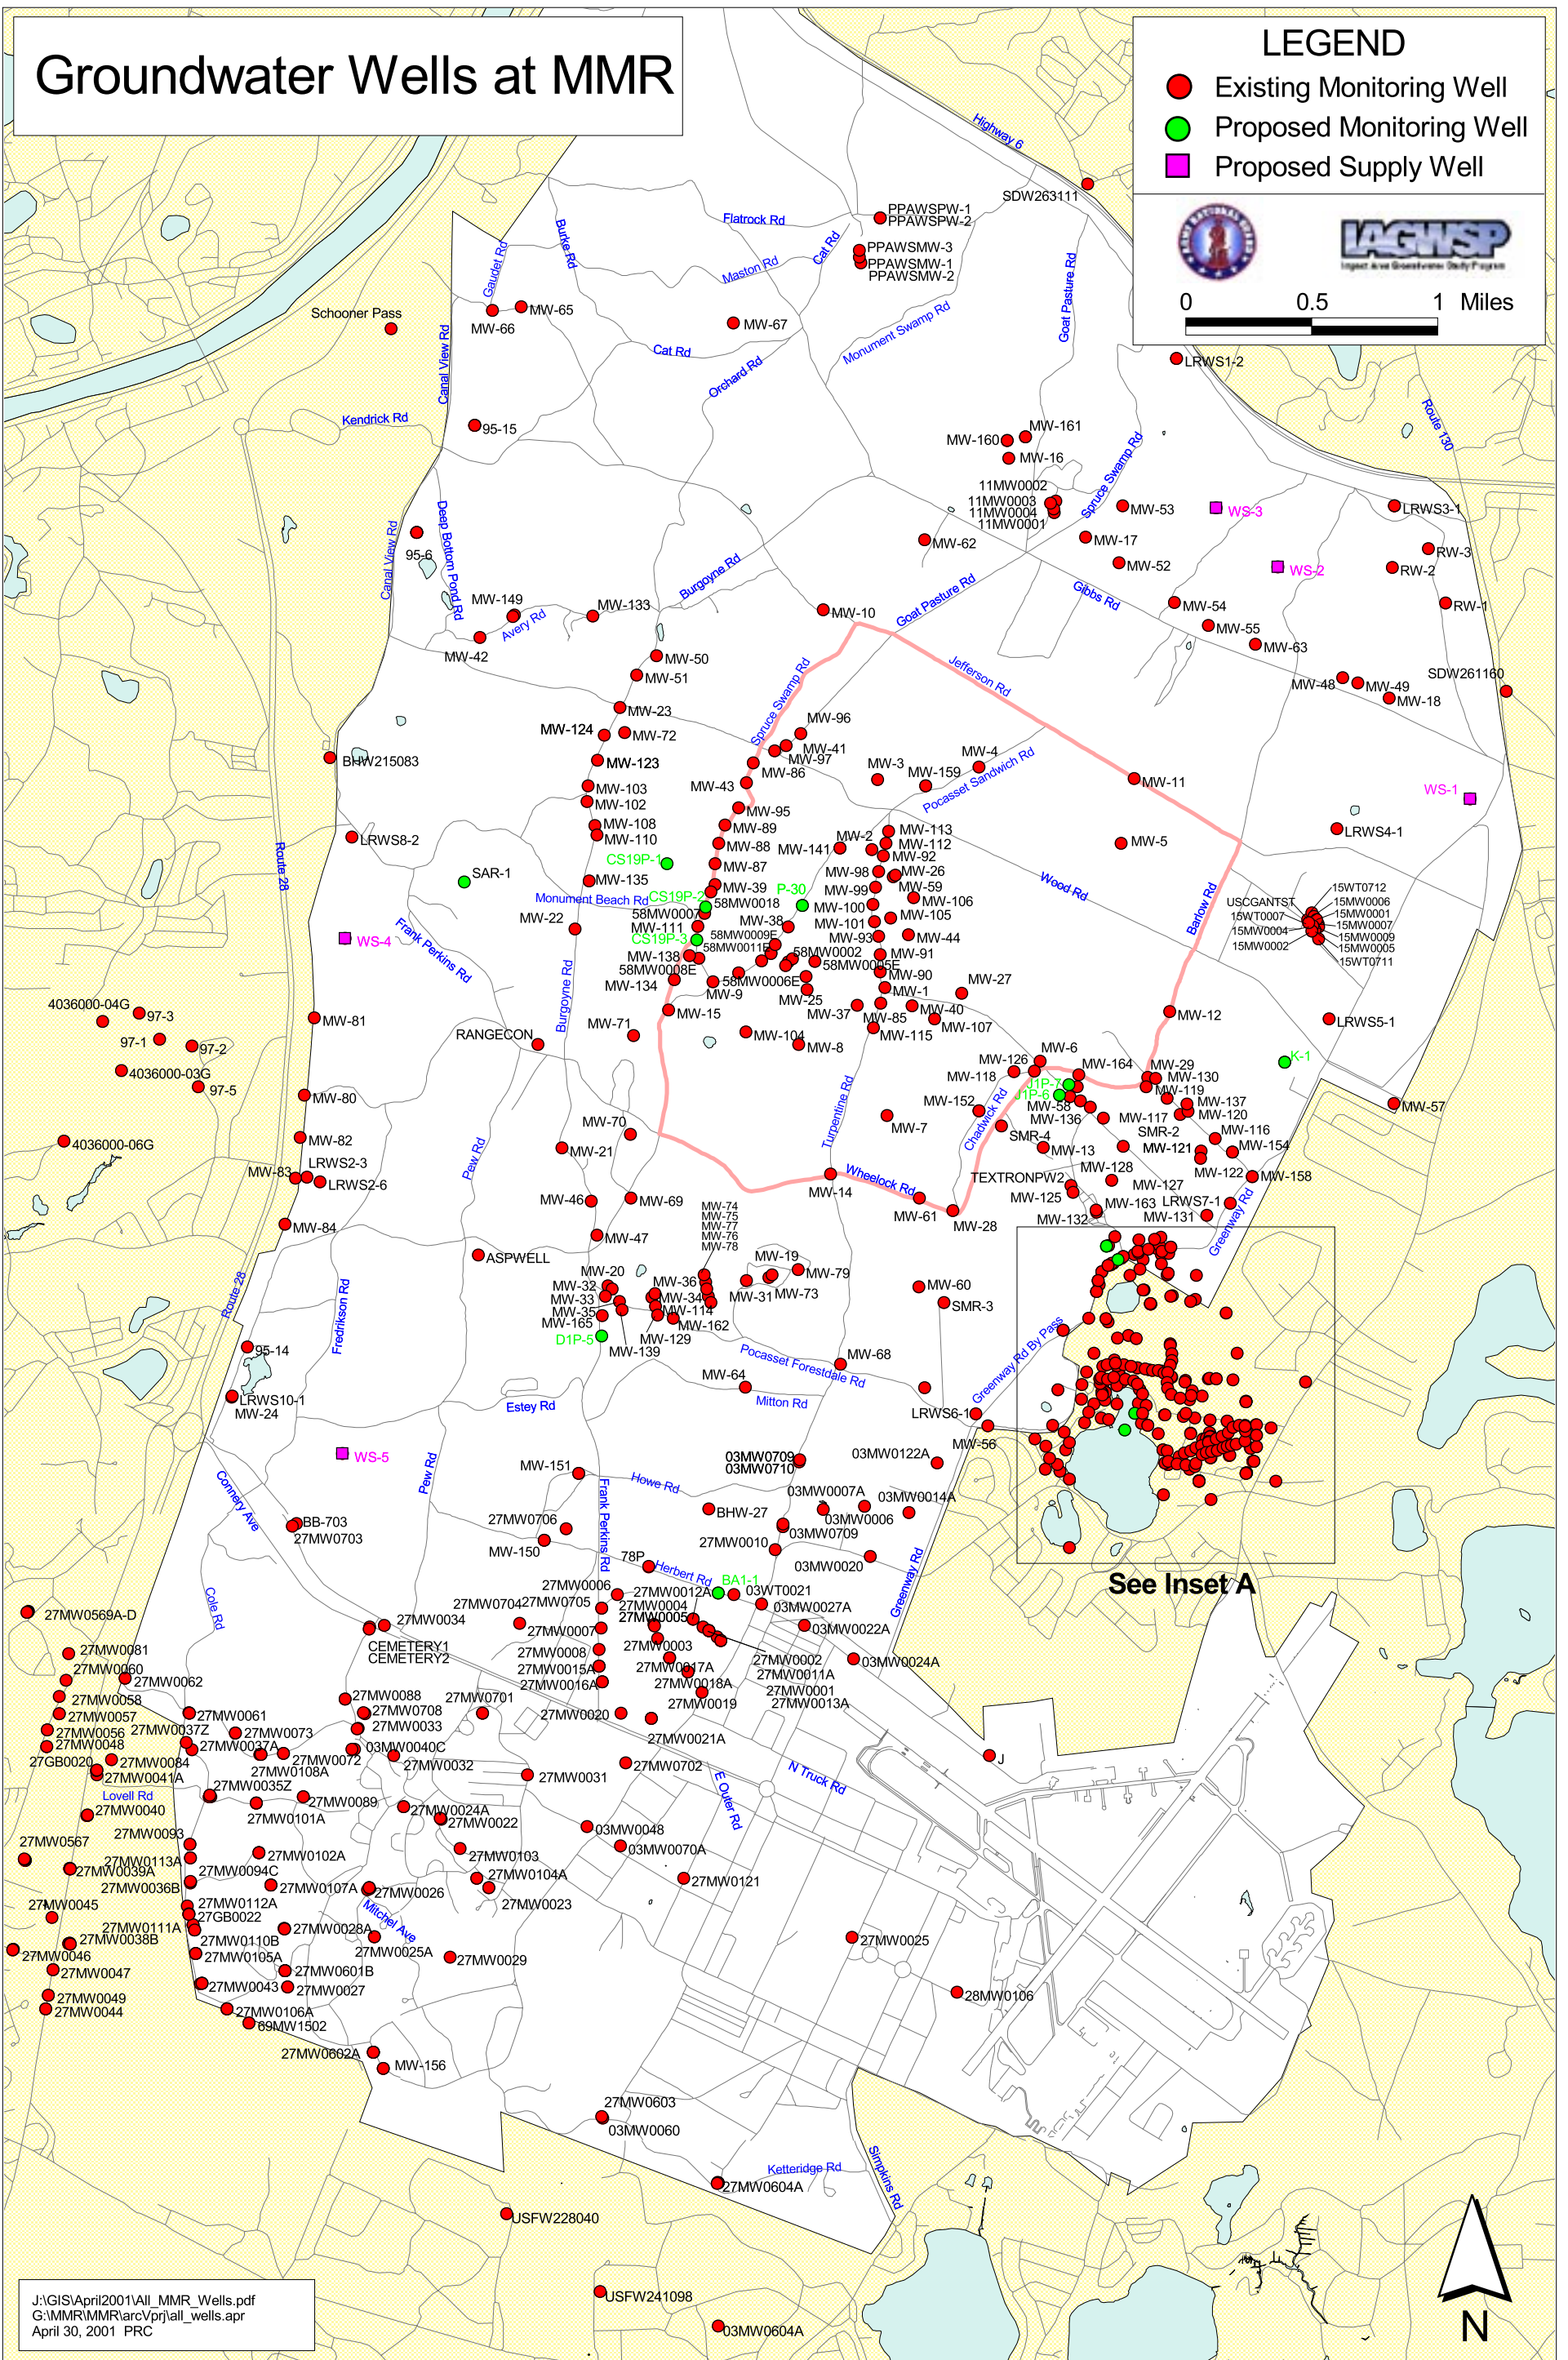 Groundwater Wells at MMR
LEGEND
Existing Monitoring Well
Proposed Monitoring Well
Proposed Supply Well
IAGWSP
Impact Area Groundwater Study Program
0 0.5 1 Miles
Highway 6
SDW263111
PPAWSPW-1
PPAWSPW-2
Flatrock Rd
Burke Rd
Cat Rd
PPAWSMW-3
PPAWSMW-1
PPAWSMW-2
Gaudet Rd
Maston Rd
Goat Pasture Rd
Schooner Pass
MW-65
MW-66
MW-67
Monument Swamp Rd
Canal View Rd
Cat Rd
Orchard Rd
LRWS1-2
Kendrick Rd
95-15
Route 130
MW-161
MW-160
MW-16
Spruce Swamp Rd
11MW0002
11MW0003
11MW0004
11MW0001
MW-53
WS-3
LRWS3-1
Deep Bottom Pond Rd
Canal View Rd
95-6
MW-62
MW-17
RW-3
MW-52
WS-2
RW-2
Burgoyne Rd
Goat Pasture Rd
Gibbs Rd
MW-149
MW-133
MW-10
MW-54
RW-1
Avery Rd
MW-55
MW-42
MW-50
MW-63
MW-51
Jefferson Rd
Spruce Swamp Rd
SDW261160
MW-48
MW-49
MW-18
MW-23
MW-124
MW-72
MW-96
MW-41
MW-97
BHW215083
MW-123
MW-86
MW-3
MW-4
MW-159
Pocasset Sandwich Rd
MW-11
MW-103
MW-43
WS-1
MW-102
MW-95
MW-108
MW-89
MW-2
MW-113
LRWS4-1
LRWS8-2
MW-110
MW-88
MW-141
MW-112
MW-5
MW-92
Route 28
CS19P-1
MW-87
MW-98
MW-26
SAR-1
MW-135
MW-39
P-30
MW-99
MW-59
Wood Rd
Monument Beach Rd
CS19P-2
58MW0018
MW-100
MW-106
Barlow Rd
USCGANTST
15WT0712
15MW0006
MW-22
58MW0007
MW-38
MW-101
MW-105
15WT0007
15MW0001
15MW0007
MW-111
CS19P-3
58MW0009E
MW-93
MW-44
15MW0004
15MW0009
15MW0002
15MW0005
15WT0711
WS-4
Frank Perkins Rd
58MW0011E
58MW0002
MW-91
MW-138
58MW0005E
58MW0008E
MW-90
MW-134
58MW0006E
MW-27
MW-9
MW-25
MW-1
4036000-04G
97-3
MW-81
Burgoyne Rd
MW-15
MW-37
MW-85
MW-40
MW-12
LRWS5-1
MW-71
MW-107
RANGECON
MW-104
MW-8
MW-115
97-1
97-2
MW-6
K-1
4036000-03G
MW-126
MW-164
MW-29
97-5
MW-118
MW-130
J1P-7
MW-119
MW-80
J1P-6
MW-137
MW-57
MW-152
MW-58
MW-117
MW-120
Turpentine Rd
Chadwick Rd
MW-136
SMR-2
MW-116
MW-70
MW-7
SMR-4
4036000-06G
MW-82
MW-21
MW-13
MW-121
MW-154
Pew Rd
LRWS2-3
MW-83
LRWS2-6
Wheelock Rd
TEXTRONPW2
MW-128
MW-122
MW-158
MW-127
MW-46
MW-69
MW-14
MW-125
MW-163
LRWS7-1
MW-61
MW-28
MW-132
MW-131
Greenway Rd
MW-84
MW-74
MW-75
MW-77
MW-76
MW-78
MW-47
ASPWELL
MW-19
MW-20
MW-79
Route 28
Fredrikson Rd
MW-32
MW-36
MW-60
MW-33
MW-34
MW-31
MW-73
SMR-3
MW-35
MW-114
MW-165
MW-162
D1P-5
MW-129
MW-139
Greenway Rd By Pass
95-14
Pocasset Forestdale Rd
MW-68
MW-64
Mitton Rd
LRWS10-1
MW-24
Estey Rd
LRWS6-1
MW-56
WS-5
03MW0709
03MW0710
03MW0122A
Connery Ave
Pew Rd
MW-151
Howe Rd
Frank Perkins Rd
03MW0007A
03MW0014A
BHW-27
03MW0006
BB-703
27MW0703
27MW0706
03MW0709
MW-150
27MW0010
03MW0020
78P
See Inset A
Herbert Rd
BA1-1
Greenway Rd
27MW0006
27MW0012A
03WT0021
27MW0704
27MW0705
27MW0004
03MW0027A
Cole Rd
27MW0005
27MW0569A-D
27MW0034
27MW0007
03MW0022A
CEMETERY1
CEMETERY2
27MW0003
27MW0081
27MW0008
27MW0002
03MW0024A
27MW0015A
27MW0017A
27MW0011A
27MW0060
27MW0062
27MW0016A
27MW0018A
27MW0001
27MW0058
27MW0088
27MW0701
27MW0019
27MW0013A
27MW0057
27MW0061
27MW0708
27MW0020
27MW0056
27MW0037Z
27MW0073
27MW0033
27MW0021A
27MW0048
27MW0037A
03MW0040C
27GB0020
27MW0084
27MW0072
27MW0032
27MW0702
J
27MW0041A
27MW0108A
27MW0031
N Truck Rd
27MW0035Z
E Outer Rd
Lovell Rd
27MW0089
27MW0040
27MW0101A
27MW0024A
27MW0022
03MW0048
27MW0093
27MW0567
27MW0102A
27MW0103
03MW0070A
27MW0113A
27MW0039A
27MW0094C
27MW0104A
27MW0121
27MW0036B
27MW0107A
27MW0026
27MW0023
27MW0045
27MW0112A
27GB0022
Mitchel Ave
27MW0111A
27MW0028A
27MW0038B
27MW0110B
27MW0025A
27MW0025
27MW0046
27MW0105A
27MW0029
27MW0047
27MW0601B
27MW0043
27MW0027
28MW0106
27MW0049
27MW0044
27MW0106A
69MW1502
27MW0602A
MW-156
27MW0603
03MW0060
Ketteridge Rd
Simpkins Rd
27MW0604A
USFW228040
USFW241098
03MW0604A
J:\GIS\April2001\All_MMR_Wells.pdf
G:\MMR\MMR\arcVprj\all_wells.apr
April 30, 2001 PRC
N